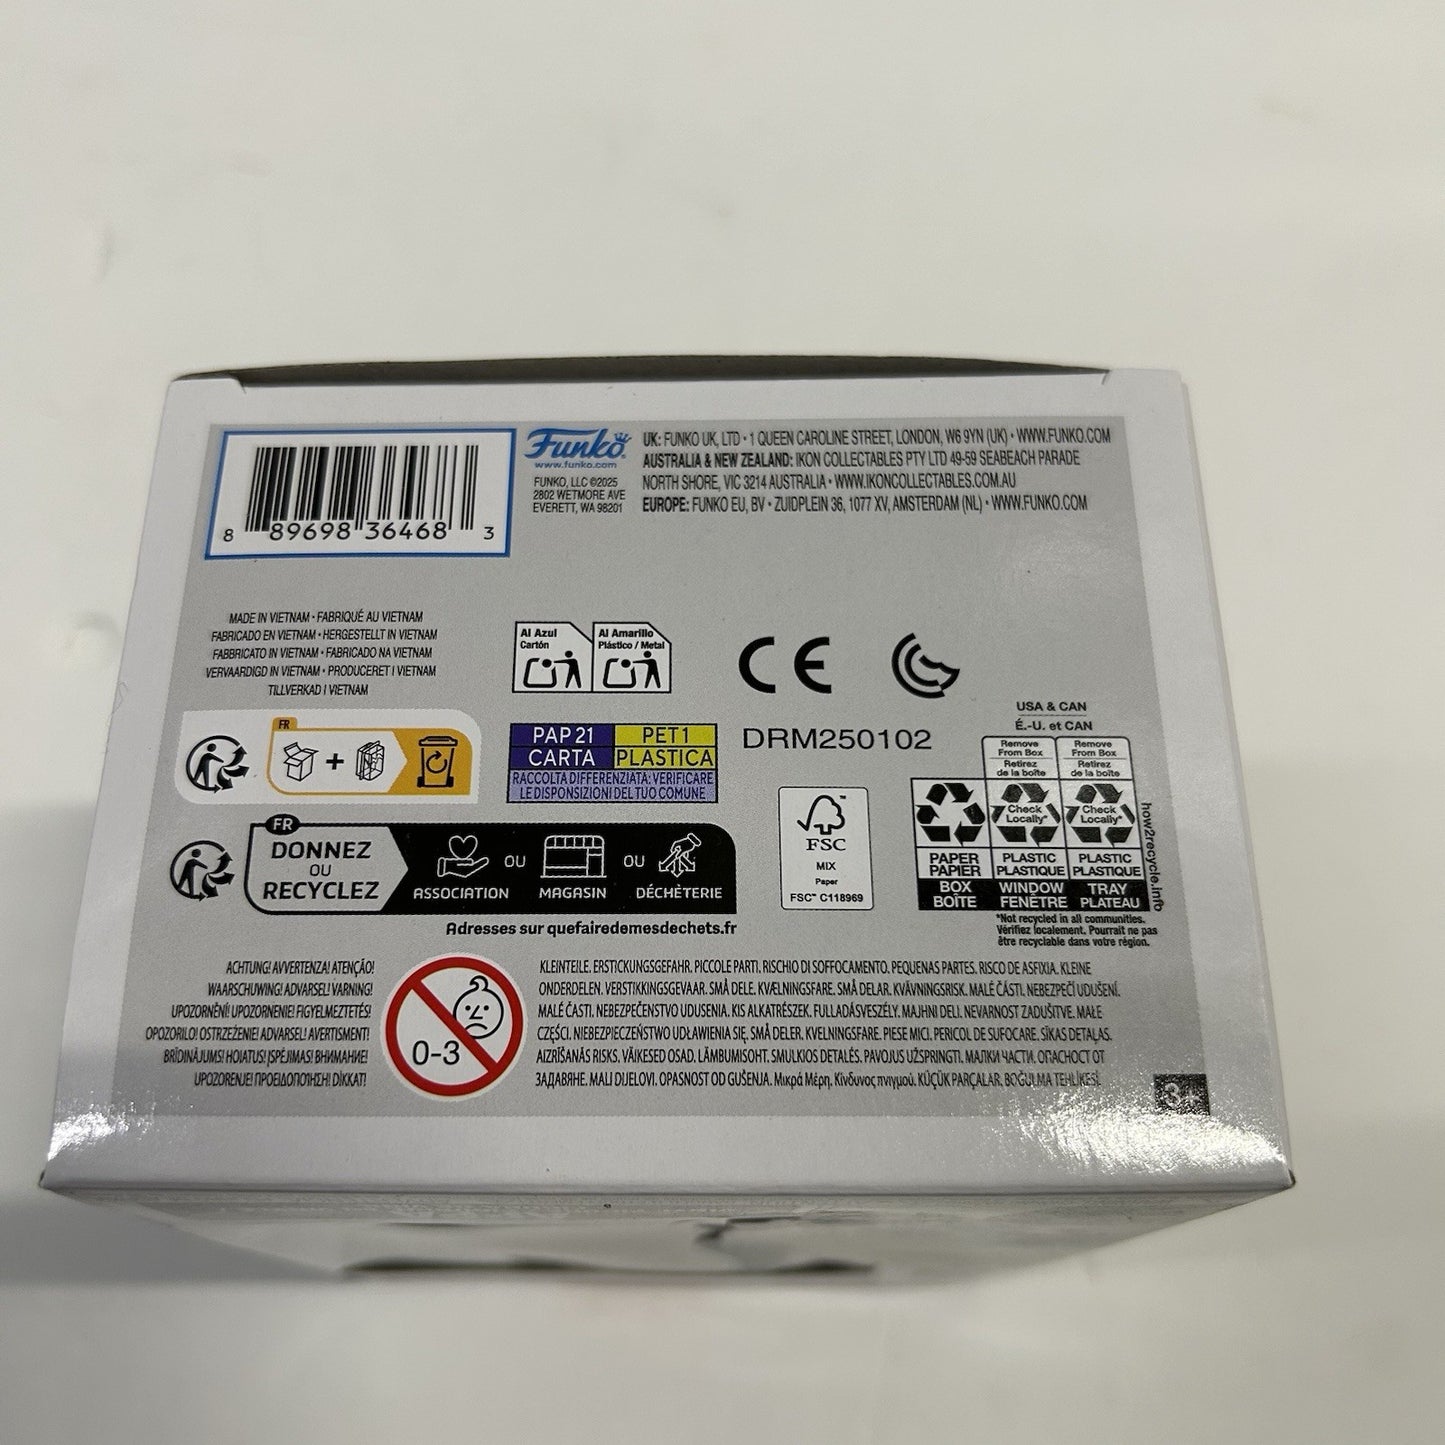 8 89698 36468 3
Funko
www.funko.com
FUNKO, LLC ©2025
2802 WETMORE AVE
EVERETT, WA 98201
UK: FUNKO UK, LTD • 1 QUEEN CAROLINE STREET, LONDON, W6 9YN (UK) • WWW.FUNKO.COM
AUSTRALIA & NEW ZEALAND: IKON COLLECTABLES PTY LTD 49-59 SEABEACH PARADE
NORTH SHORE, VIC 3214 AUSTRALIA • WWW.IKONCOLLECTABLES.COM.AU
EUROPE: FUNKO EU, BV • ZUIDPLEIN 36, 1077 XV, AMSTERDAM (NL) • WWW.FUNKO.COM
MADE IN VIETNAM • FABRIQUÉ AU VIETNAM
FABRICADO EN VIETNAM • HERGESTELLT IN VIETNAM
FABBRICATO IN VIETNAM • FABRICADO NA VIETNAM
VERVAARDIGD IN VIETNAM • PRODUCERET I VIETNAM
TILLVERKAD I VIETNAM
Al Azul
Cartón
Al Amarillo
Plástico / Metal
CE
FR
PAP 21
CARTA
PET 1
PLASTICA
RACCOLTA DIFFERENZIATA: VERIFICARE
LE DISPONSIZIONI DEL TUO COMUNE
DRM250102
USA & CAN
É.-U. et CAN
Remove
From Box
Retirez
de la boîte
Remove
From Box
Retirez
de la boîte
Check
Locally*
Check
Locally*
PAPER
PAPIER
PLASTIC
PLASTIQUE
PLASTIC
PLASTIQUE
BOX
BOÎTE
WINDOW
FENÊTRE
TRAY
PLATEAU
how2recycle.info
*Not recycled in all communities.
Vérifiez localement. Pourrait ne pas
être recyclable dans votre région.
FSC
MIX
Paper
FSC™ C118969
FR
DONNEZ
OU
RECYCLEZ
ASSOCIATION
OU
MAGASIN
OU
DÉCHÈTERIE
Adresses sur quefairedemesdechets.fr
ACHTUNG! AVVERTENZA! ATENÇÃO!
WAARSCHUWING! ADVARSEL! VARNING!
UPOZORNĚNÍ! UPOZORNENIE! FIGYELMEZTETÉS!
OPOZORILO! OSTRZEŻENIE! ADVARSEL! AVERTISMENT!
BRĪDINĀJUMS! HOIATUS! ĮSPĖJIMAS! ВНИМАНИЕ!
UPOZORENJE! ΠΡΟΕΙΔΟΠΟΙΗΣΗ! DİKKAT!
0-3
KLEINTEILE. ERSTICKUNGSGEFAHR. PICCOLE PARTI. RISCHIO DI SOFFOCAMENTO. PEQUENAS PARTES. RISCO DE ASFIXIA. KLEINE
ONDERDELEN. VERSTIKKINGSGEVAAR. SMÅ DELE. KVÆLNINGSFARE. SMÅ DELAR. KVÄVNINGSRISK. MALÉ ČÁSTI. NEBEZPEČÍ UDUŠENÍ.
MALÉ ČASTI. NEBEZPEČENSTVO UDUSENIA. KIS ALKATRÉSZEK. FULLADÁSVESZÉLY. MAJHNI DELI. NEVARNOST ZADUŠITVE. MAŁE
CZĘŚCI. NIEBEZPIECZEŃSTWO UDŁAWIENIA SIĘ. SMÅ DELER. KVELNINGSFARE. PIESE MICI. PERICOL DE SUFOCARE. SĪKAS DETAĻAS.
AIZRĪŠANĀS RISKS. VÄIKESED OSAD. LÄMBUMISOHT. SMULKIOS DETALĖS. PAVOJUS UŽSPRINGTI. МАЛКИ ЧАСТИ. ОПАСНОСТ ОТ
ЗАДАВЯНЕ. MALI DIJELOVI. OPASNOST OD GUŠENJA. Μικρά Μέρη. Κίνδυνος πνιγμού. KÜÇÜK PARÇALAR. BOĞULMA TEHLİKESİ.
3+